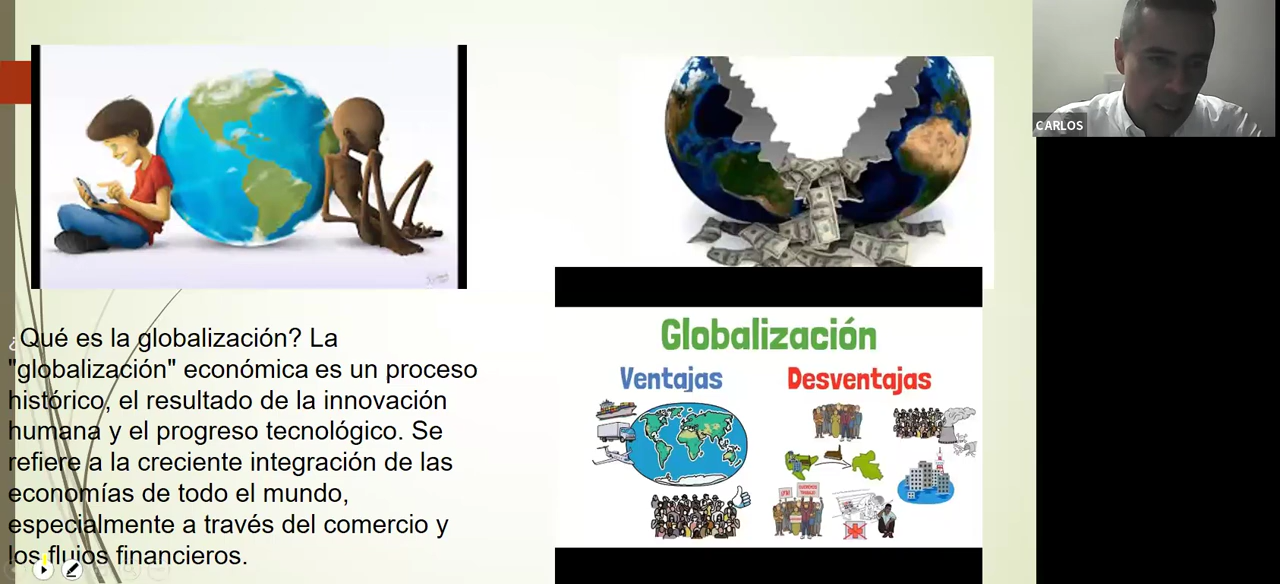 CARLOS
¿Qué es la globalización? La
"globalización" económica es un proceso
histórico, el resultado de la innovación
humana y el progreso tecnológico. Se
refiere a la creciente integración de las
economías de todo el mundo,
especialmente a través del comercio y
los flujos financieros.
Globalización
Ventajas
Desventajas